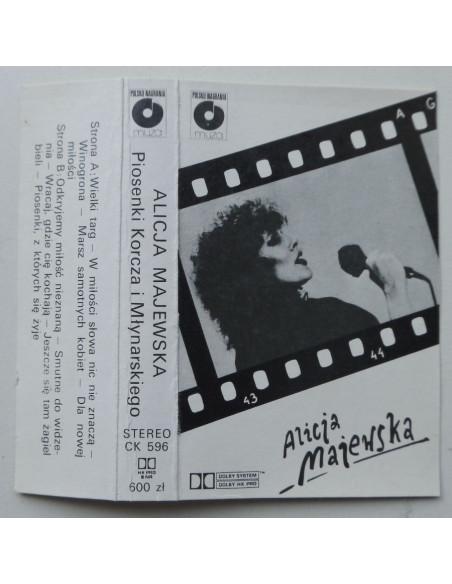 Strona A: Wielki targ – W miłości słowa nic nie znaczą –
Winogrona – Marsz samotnych kobiet – Dla nowej
miłości
Strona B: Odkryjemy miłość nieznaną – Smutne do widze-
nia – Wracaj, gdzie cię kochają – Jeszcze się tam żagiel
bieli – Piosenki, z których się żyje
POLSKIE NAGRANIA
muza
ALICJA MAJEWSKA
Piosenki Korcza i Młynarskiego
STEREO
CK 596
HX PRO
B NR
600 zł
POLSKIE NAGRANIA
muza
A G
43
44
Alicja
Majewska
DOLBY SYSTEM
DOLBY HX PRO